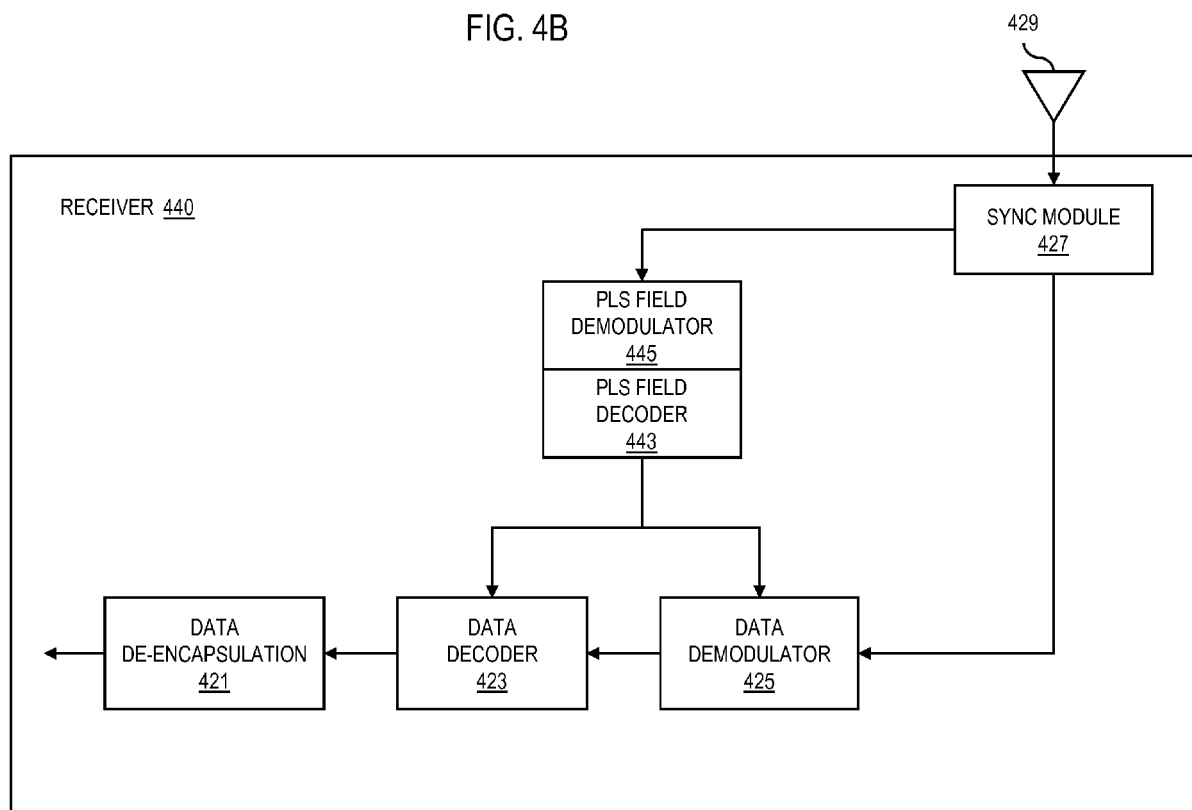 FIG. 4B
429
RECEIVER 440
SYNC MODULE
427
PLS FIELD
DEMODULATOR
445
PLS FIELD
DECODER
443
DATA
DE-ENCAPSULATION
421
DATA
DECODER
423
DATA
DEMODULATOR
425